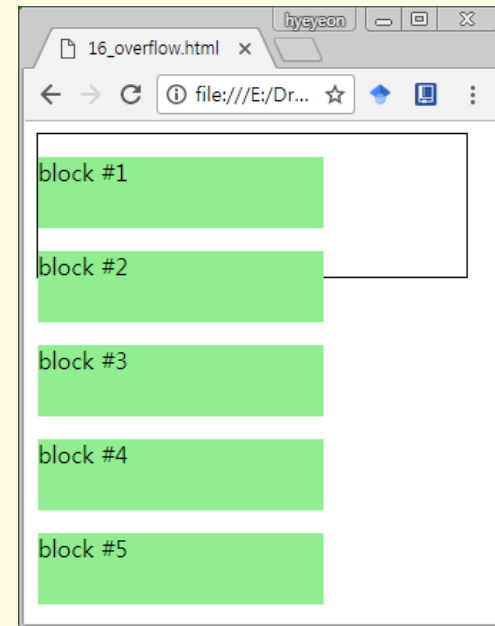 hyeyeon
16_overflow.html
file:///E:/Dr...
block #1
block #2
block #3
block #4
block #5